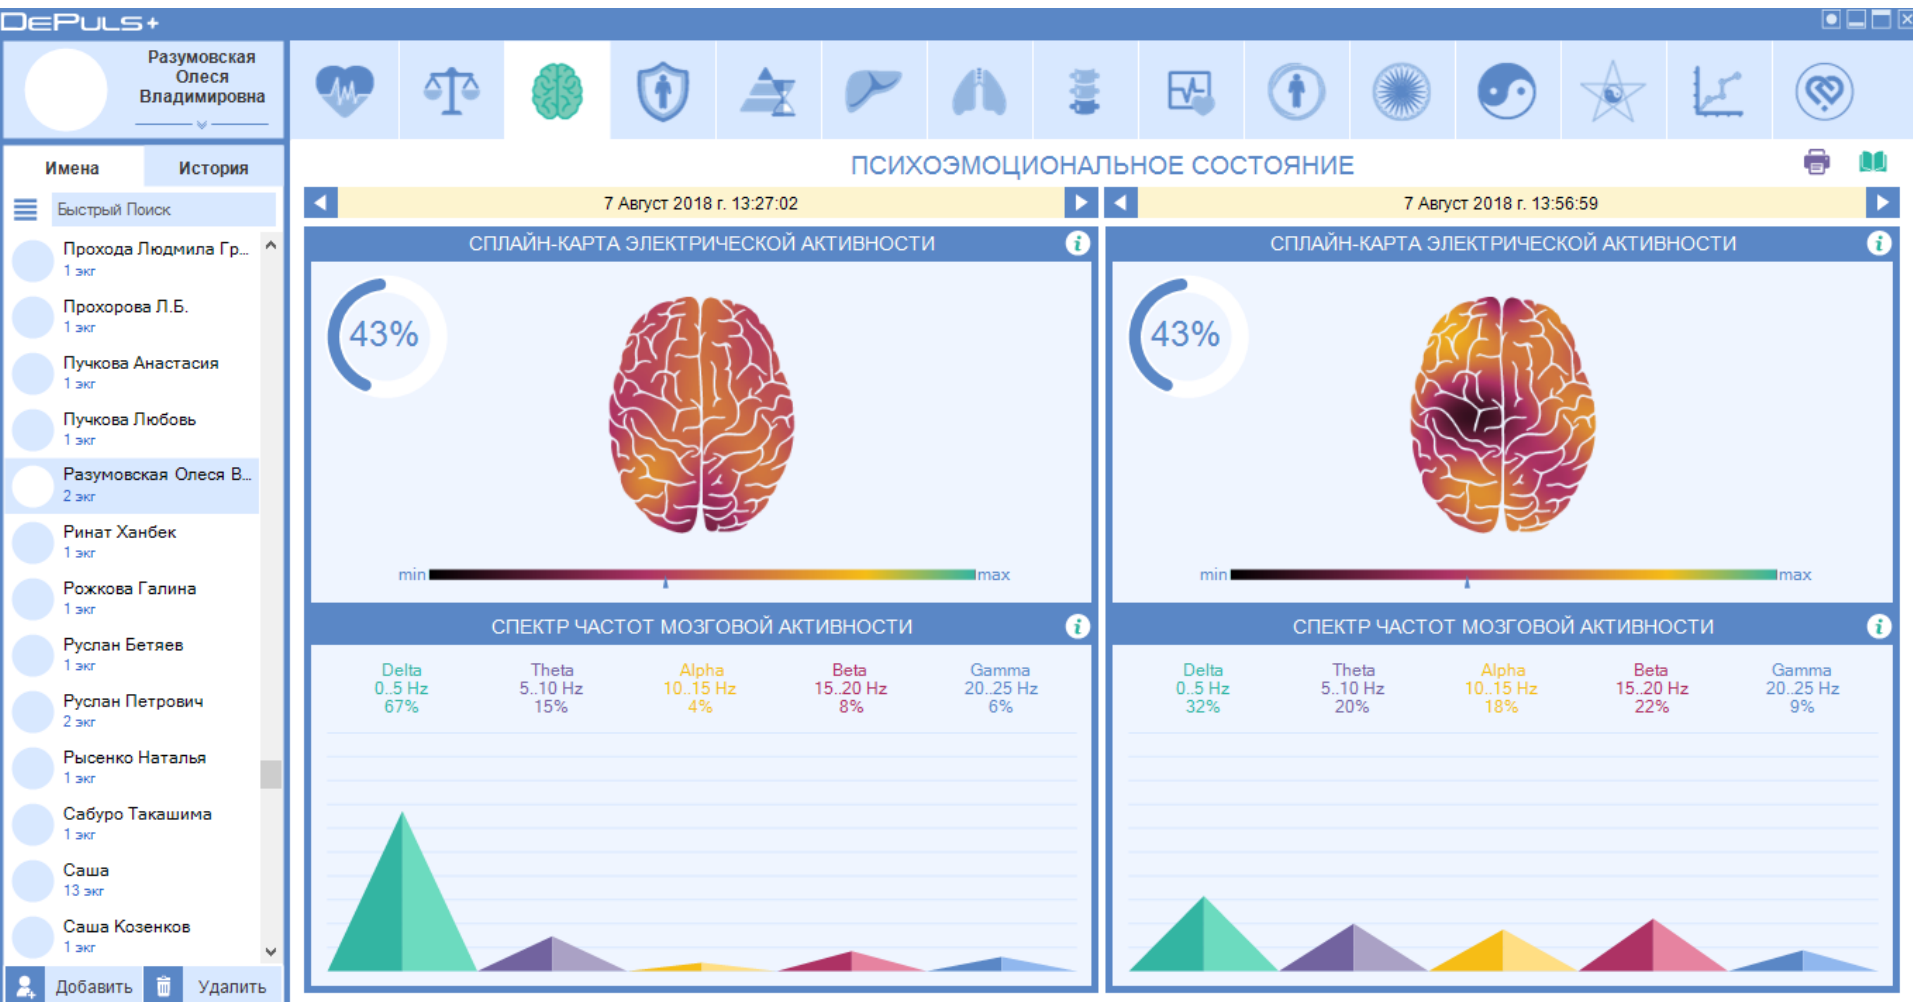 DEPULS+
Разумовская
Олеся
Владимировна
Имена
История
Быстрый Поиск
Прохода Людмила Гр...
1 экг
Прохорова Л.Б.
1 экг
Пучкова Анастасия
1 экг
Пучкова Любовь
1 экг
Разумовская Олеся В...
2 экг
Ринат Ханбек
1 экг
Рожкова Галина
1 экг
Руслан Бетяев
1 экг
Руслан Петрович
2 экг
Рысенко Наталья
1 экг
Сабуро Такашима
1 экг
Саша
13 экг
Саша Козенков
1 экг
Добавить
Удалить
ПСИХОЭМОЦИОНАЛЬНОЕ СОСТОЯНИЕ
7 Август 2018 г. 13:27:02
СПЛАЙН-КАРТА ЭЛЕКТРИЧЕСКОЙ АКТИВНОСТИ
43%
min
max
СПЕКТР ЧАСТОТ МОЗГОВОЙ АКТИВНОСТИ
Delta Theta Alpha Beta Gamma
0..5 Hz 5..10 Hz 10..15 Hz 15..20 Hz 20..25 Hz
67% 15% 4% 8% 6%
7 Август 2018 г. 13:56:59
СПЛАЙН-КАРТА ЭЛЕКТРИЧЕСКОЙ АКТИВНОСТИ
43%
min
max
СПЕКТР ЧАСТОТ МОЗГОВОЙ АКТИВНОСТИ
Delta Theta Alpha Beta Gamma
0..5 Hz 5..10 Hz 10..15 Hz 15..20 Hz 20..25 Hz
32% 20% 18% 22% 9%